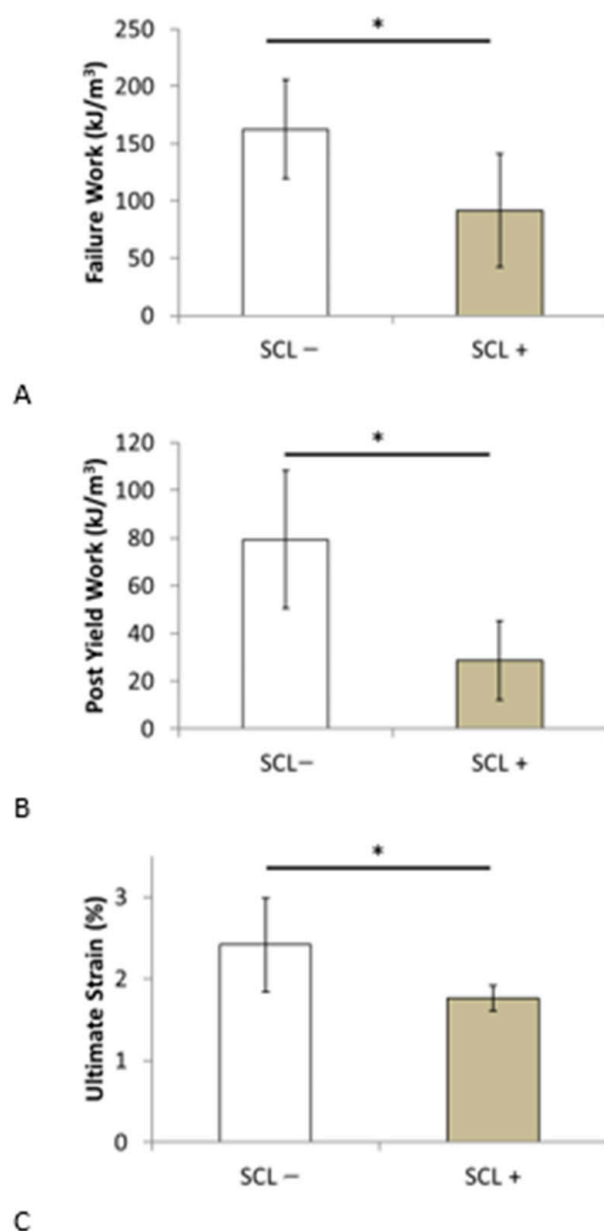 *
250
200
150
100
50
0
Failure Work (kJ/m³)
SCL – SCL +
A
*
120
100
80
60
40
20
0
Post Yield Work (kJ/m³)
SCL– SCL +
B
*
3
2
1
0
Ultimate Strain (%)
SCL – SCL +
C